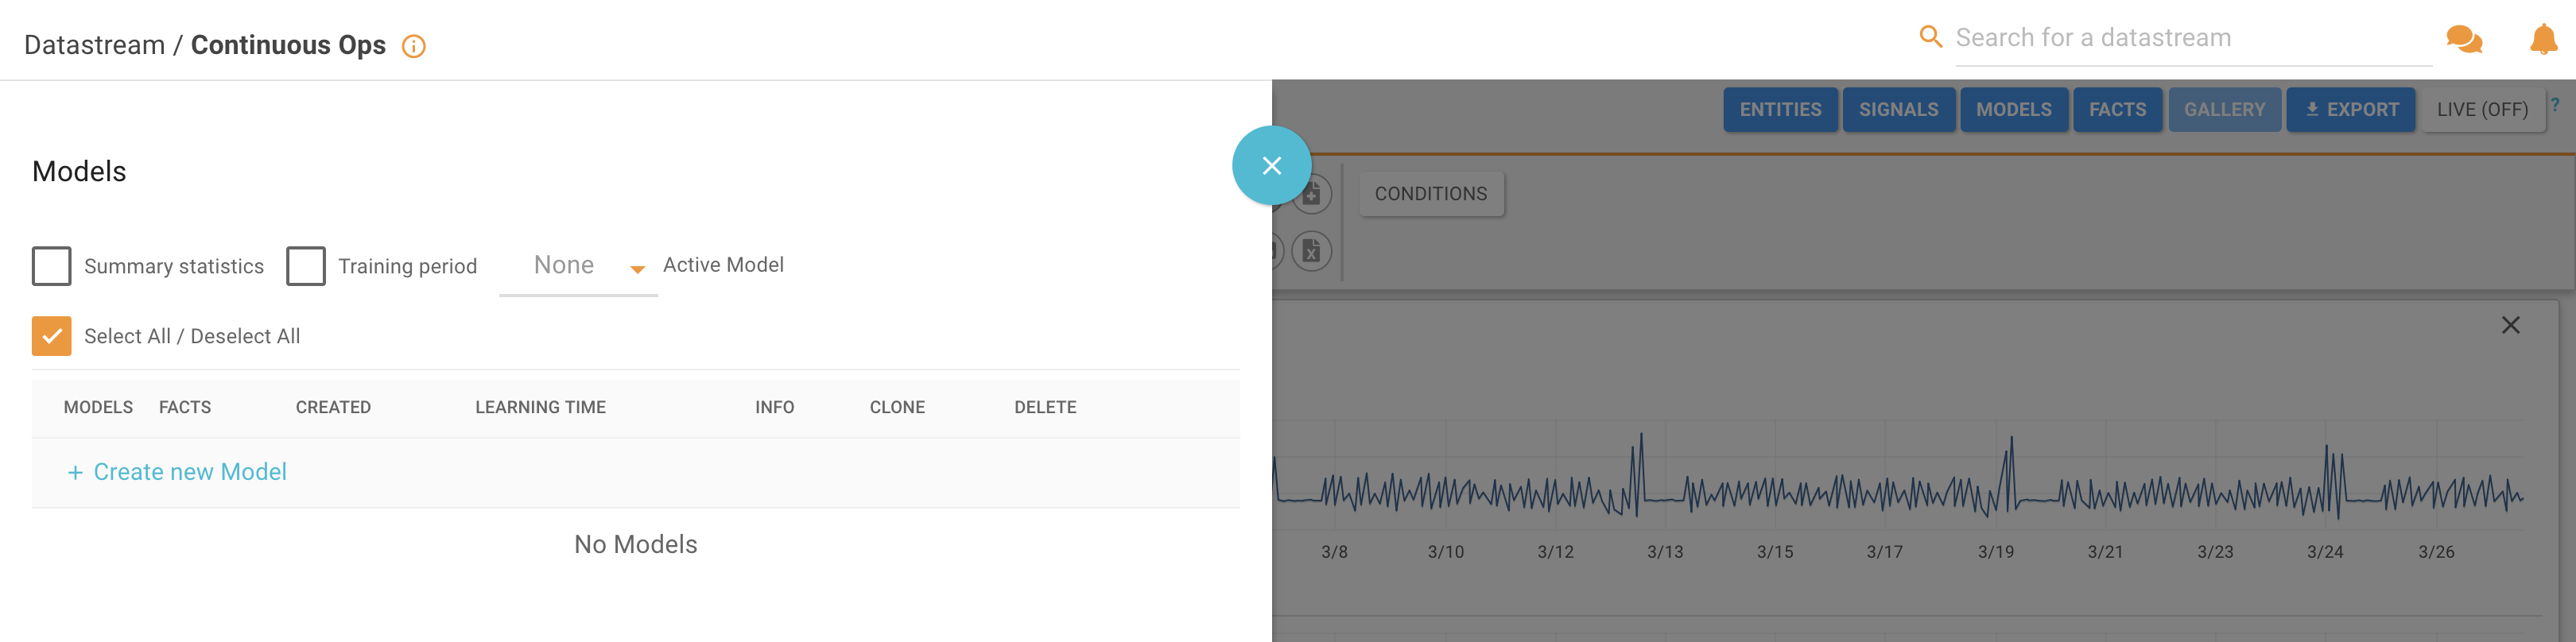 Datastream / Continuous Ops
Search for a datastream
ENTITIES SIGNALS MODELS FACTS GALLERY EXPORT LIVE (OFF) ?
Models
CONDITIONS
Summary statistics Training period None Active Model
Select All / Deselect All
MODELS FACTS CREATED LEARNING TIME INFO CLONE DELETE
+ Create new Model
No Models
3/8 3/10 3/12 3/13 3/15 3/17 3/19 3/21 3/23 3/24 3/26